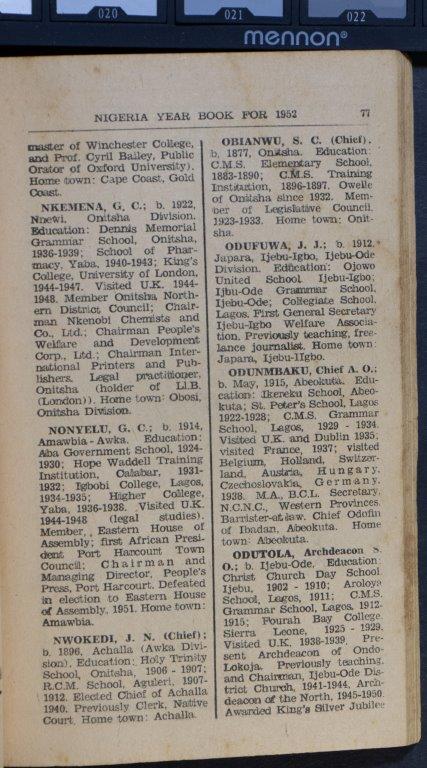 020
021
022
mennon®
NIGERIA YEAR BOOK FOR 1952
77
master of Winchester College,
and Prof. Cyril Bailey, Public
Orator of Oxford University).
Home town: Cape Coast, Gold
Coast.
NKEMENA, G. C.; b. 1922,
Nnewi, Onitsha Division.
Education: Dennis Memorial
Grammar School, Onitsha,
1936-1939; School of Phar-
macy, Yaba, 1940-1943; King's
College, University of London,
1944-1947. Visited U.K. 1944-
1948. Member Onitsha North-
ern District Council; Chair-
man Nkenobi Chemists and
Co., Ltd.; Chairman People's
Welfare and Development
Corp., Ltd.; Chairman Inter-
national Printers and Pub-
lishers. Legal practitioner,
Onitsha (holder of Ll.B.
(London)). Home town: Obosi,
Onitsha Division.
NONYELU, G. C.; b. 1914,
Amawbia - Awka. Education:
Aba Government School, 1924-
1930; Hope Waddell Training
Institution, Calabar, 1931-
1932; Igbobi College, Lagos,
1934-1935; Higher College,
Yaba, 1936-1938. Visited U.K.
1944-1948 (legal studies).
Member, Eastern House of
Assembly; first African Presi-
dent Port Harcourt Town
Council; Chairman and
Managing Director, People's
Press, Port Harcourt. Defeated
in election to Eastern House
of Assembly, 1951. Home town:
Amawbia.
NWOKEDI, J. N. (Chief);
b. 1896, Achalla (Awka Divi-
sion). Education: Holy Trinity
School, Onitsha, 1906 - 1907;
R.C.M. School, Aguleri, 1907-
1912. Elected Chief of Achalla
1940. Previously Clerk, Native
Court. Home town: Achalla.
OBIANWU, S. C. (Chief).
b. 1877, Onitsha. Education:
C.M.S. Elementary School,
1883-1890; C.M.S. Training
Institution, 1896-1897. Owelle
of Onitsha since 1932. Mem-
ber of Legislative Council,
1923-1933. Home town: Onit-
sha.
ODUFUWA, J. J.; b. 1912,
Japara, Ijebu-Igbo, Ijebu-Ode
Division. Education: Ojowo
United School Ijebu-Igbo;
Ijbu-Ode Grammar School,
Ijebu-Ode; Collegiate School,
Lagos. First General Secretary
Ijebu-Igbo Welfare Associa-
tion. Previously teaching, free-
lance journalist. Home town:
Japara, Ijebu-IIgbo.
ODUNMBAKU, Chief A. O.;
b. May, 1915, Abeokuta. Edu-
cation: Ikereku School, Abeo-
kuta; St. Peter's School, Lagos
1922-1928; C.M.S. Grammar
School, Lagos, 1929 - 1934.
Visited U.K. and Dublin 1935;
visited France, 1937; visited
Belgium, Holland, Switzer-
land, Austria, Hungary,
Czechoslovakia, Germany,
1938. M.A., B.C.L. Secretary,
N.C.N.C., Western Provinces.
Barrister-at-law. Chief Odofin
of Ibadan, Abeokuta. Home
town: Abeokuta.
ODUTOLA, Archdeacon S.
O.; b. Ijebu-Ode. Education:
Christ Church Day School
Ijebu, 1902 - 1910; Aroloya
School, Lagos, 1911; C.M.S.
Grammar School, Lagos, 1912-
1915; Fourah Bay College,
Sierra Leone, 1925 - 1929.
Visited U.K. 1938-1939. Pre-
sent Archdeacon of Ondo-
Lokoja. Previously teaching,
and Chairman, Ijebu-Ode Dis-
trict Church, 1941-1944, Arch-
deacon of the North, 1945-1950.
Awarded King's Silver Jubilee